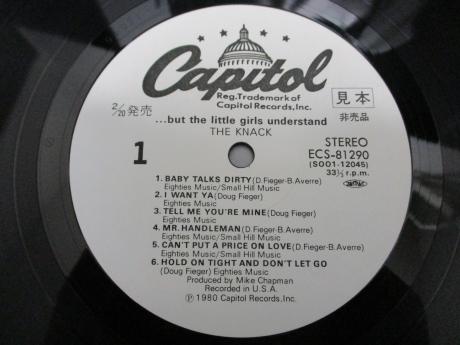 Capitol
Reg. Trademark of
Capitol Records, Inc.
見本
非売品
2/20発売
...but the little girls understand
THE KNACK
1
STEREO
ECS-81290
(SOO1-12045)
33⅓ r.p.m.
1. BABY TALKS DIRTY (D.Fieger-B.Averre)
Eighties Music/Small Hill Music
2. I WANT YA (Doug Fieger)
Eighties Music
3. TELL ME YOU'RE MINE (Doug Fieger)
Eighties Music
4. MR. HANDLEMAN (D.Fieger-B.Averre)
Eighties Music/Small Hill Music
5. CAN'T PUT A PRICE ON LOVE (D.Fieger-B.Averre)
Eighties Music/Small Hill Music
6. HOLD ON TIGHT AND DON'T LET GO
(Doug Fieger) Eighties Music
Produced by Mike Chapman
Recorded in U.S.A.
Ⓟ 1980 Capitol Records, Inc.